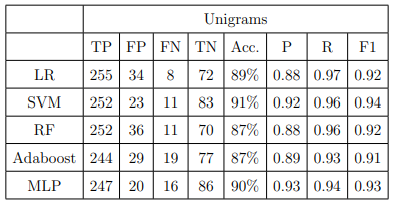 Unigrams
TP FP FN TN Acc. P R F1
LR 255 34 8 72 89% 0.88 0.97 0.92
SVM 252 23 11 83 91% 0.92 0.96 0.94
RF 252 36 11 70 87% 0.88 0.96 0.92
Adaboost 244 29 19 77 87% 0.89 0.93 0.91
MLP 247 20 16 86 90% 0.93 0.94 0.93